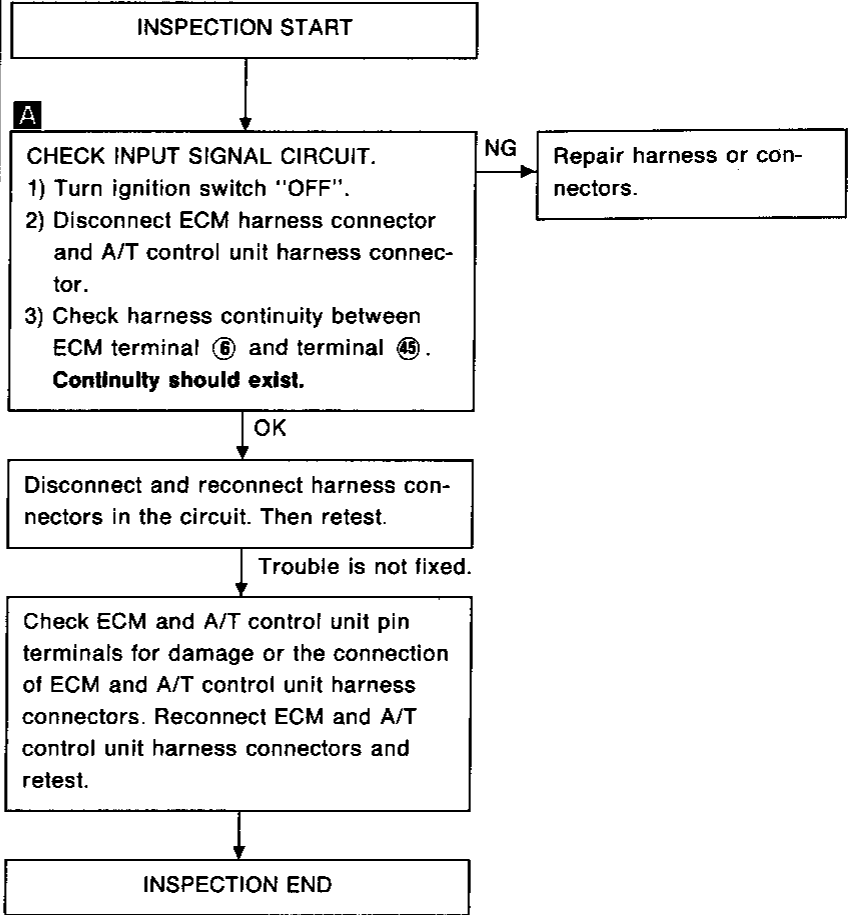 INSPECTION START
A
CHECK INPUT SIGNAL CIRCUIT.
1) Turn ignition switch "OFF".
2) Disconnect ECM harness connector
and A/T control unit harness connec-
tor.
3) Check harness continuity between
ECM terminal ⑥ and terminal ㊺.
Continuity should exist.
NG
Repair harness or con-
nectors.
OK
Disconnect and reconnect harness con-
nectors in the circuit. Then retest.
Trouble is not fixed.
Check ECM and A/T control unit pin
terminals for damage or the connection
of ECM and A/T control unit harness
connectors. Reconnect ECM and A/T
control unit harness connectors and
retest.
INSPECTION END